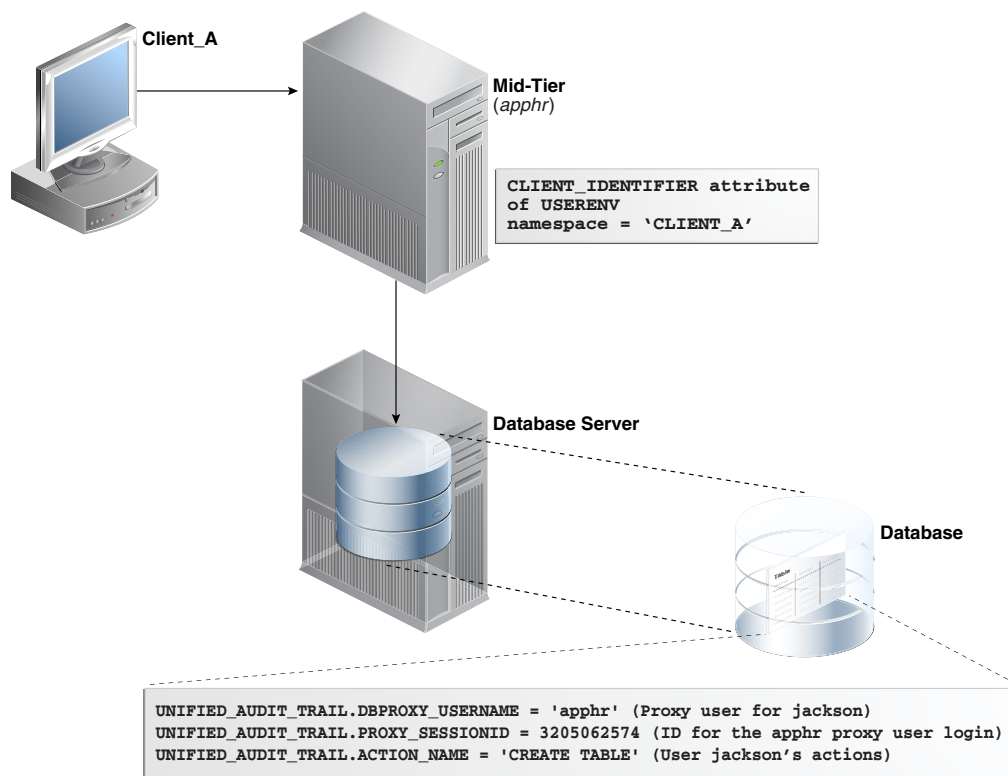 Client_A
Mid-Tier
(apphr)
CLIENT_IDENTIFIER attribute
of USERENV
namespace = ‘CLIENT_A’
Database Server
Database
Table
UNIFIED_AUDIT_TRAIL.DBPROXY_USERNAME = 'apphr' (Proxy user for jackson)
UNIFIED_AUDIT_TRAIL.PROXY_SESSIONID = 3205062574 (ID for the apphr proxy user login)
UNIFIED_AUDIT_TRAIL.ACTION_NAME = 'CREATE TABLE' (User jackson’s actions)